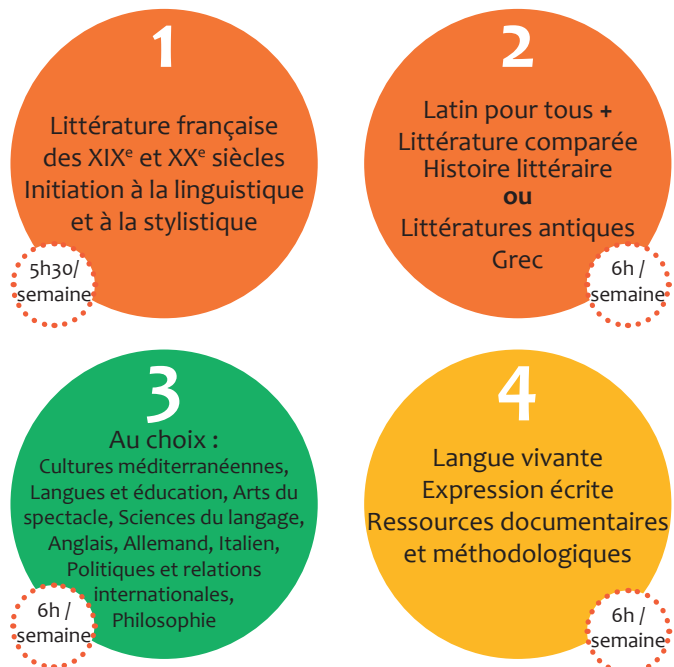 1
Littérature française
des XIXᵉ et XXᵉ siècles
Initiation à la linguistique
et à la stylistique
5h30/
semaine
2
Latin pour tous +
Littérature comparée
Histoire littéraire
ou
Littératures antiques
Grec
6h /
semaine
3
Au choix :
Cultures méditerranéennes,
Langues et éducation, Arts du
spectacle, Sciences du langage,
Anglais, Allemand, Italien,
Politiques et relations
internationales,
Philosophie
6h /
semaine
4
Langue vivante
Expression écrite
Ressources documentaires
et méthodologiques
6h /
semaine